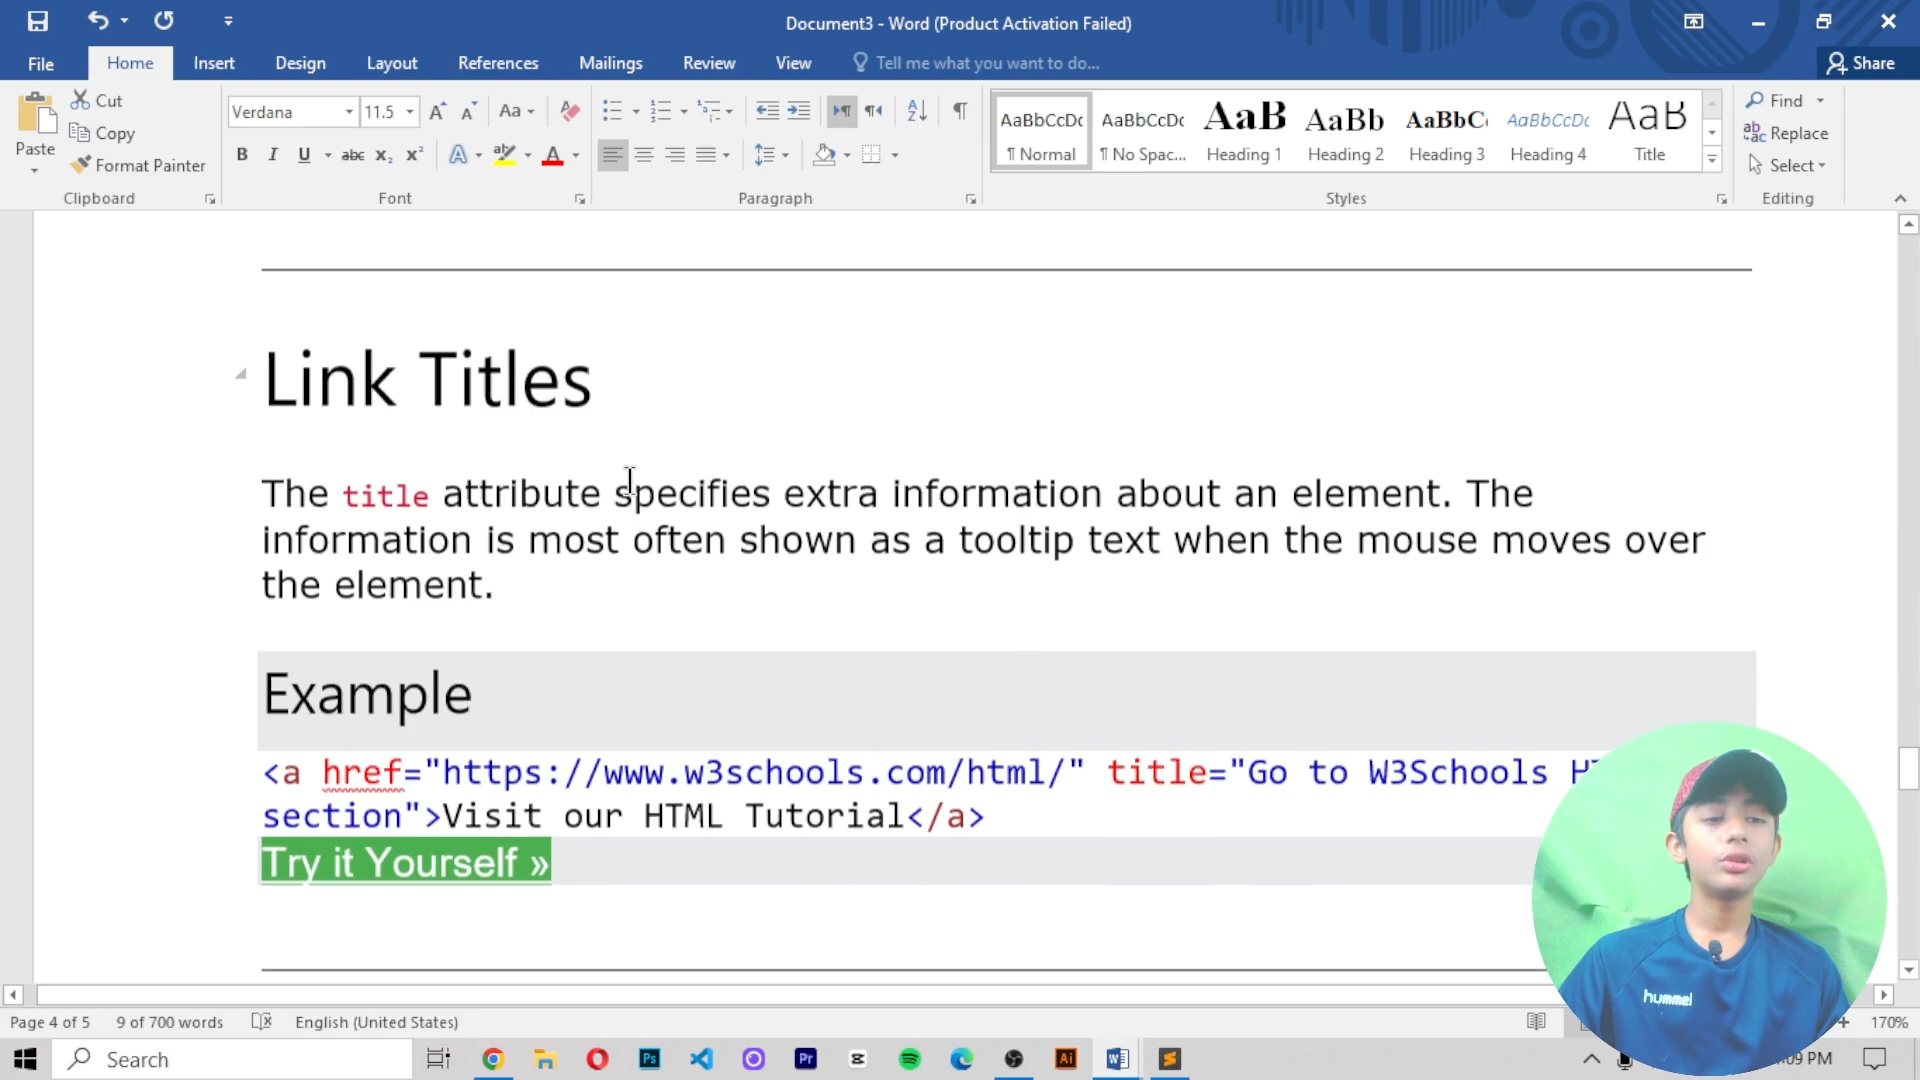 Document3 - Word (Product Activation Failed)
File Home Insert Design Layout References Mailings Review View Tell me what you want to do... Share
Cut
Copy
Format Painter
Paste
Clipboard
Verdana 11.5
Font
Paragraph
AaBbCcDc AaBbCcDc AaB AaBb AaBbC AaBbCcDc AaB
¶ Normal ¶ No Spac... Heading 1 Heading 2 Heading 3 Heading 4 Title
Styles
Find
Replace
Select
Editing
Link Titles
The title attribute specifies extra information about an element. The
information is most often shown as a tooltip text when the mouse moves over
the element.
Example
<a href="https://www.w3schools.com/html/" title="Go to W3Schools
section">Visit our HTML Tutorial</a>
Try it Yourself »
hummel
Page 4 of 5 9 of 700 words English (United States) 170%
Search
PM